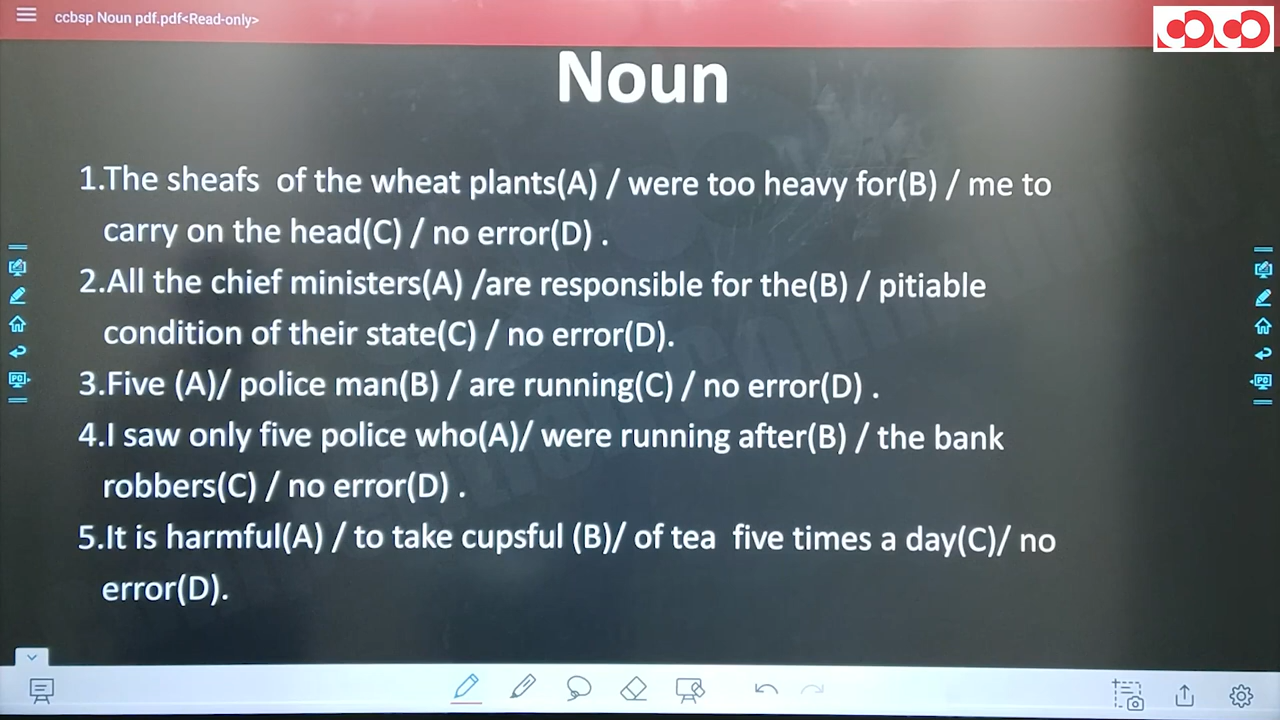 ccbsp Noun pdf.pdf<Read-only>
Noun
1.The sheafs of the wheat plants(A) / were too heavy for(B) / me to
carry on the head(C) / no error(D) .
2.All the chief ministers(A) /are responsible for the(B) / pitiable
condition of their state(C) / no error(D).
3.Five (A)/ police man(B) / are running(C) / no error(D) .
4.I saw only five police who(A)/ were running after(B) / the bank
robbers(C) / no error(D) .
5.It is harmful(A) / to take cupsful (B)/ of tea five times a day(C)/ no
error(D).